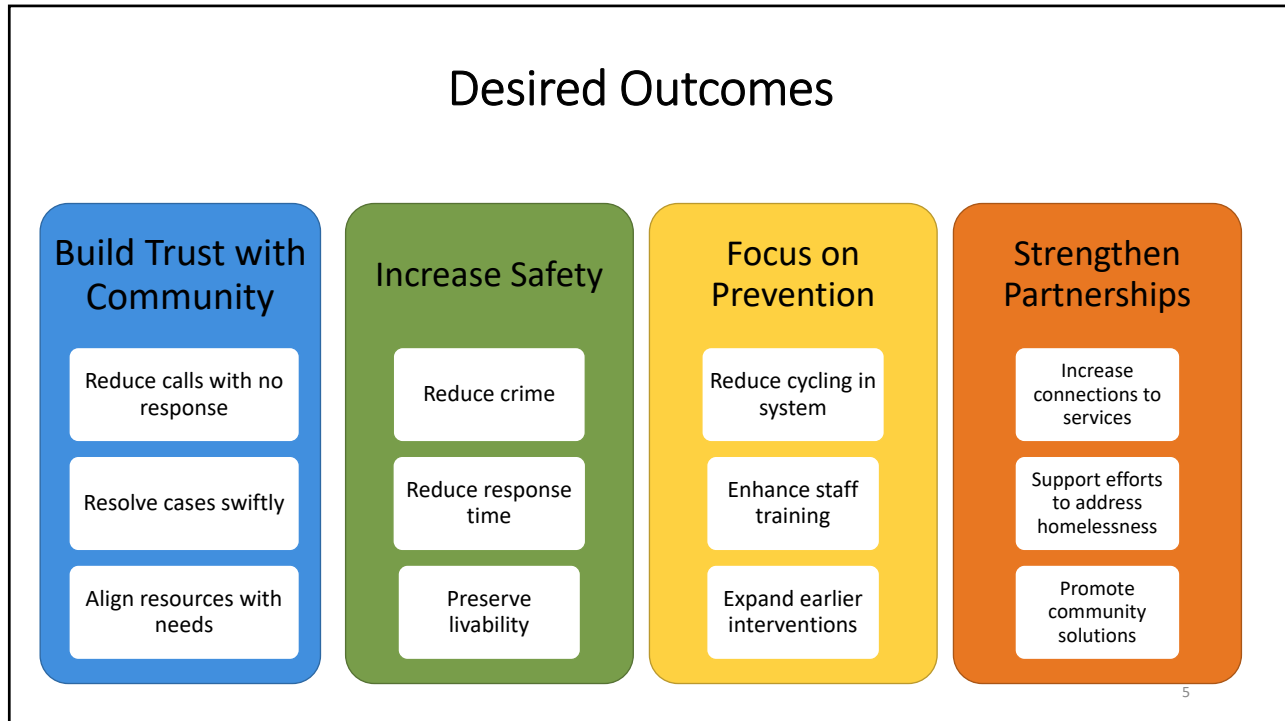 Desired Outcomes
Build Trust with
Community
Reduce calls with no
response
Resolve cases swiftly
Align resources with
needs
Increase Safety
Reduce crime
Reduce response
time
Preserve
livability
Focus on
Prevention
Reduce cycling in
system
Enhance staff
training
Expand earlier
interventions
Strengthen
Partnerships
Increase
connections to
services
Support efforts
to address
homelessness
Promote
community
solutions
5